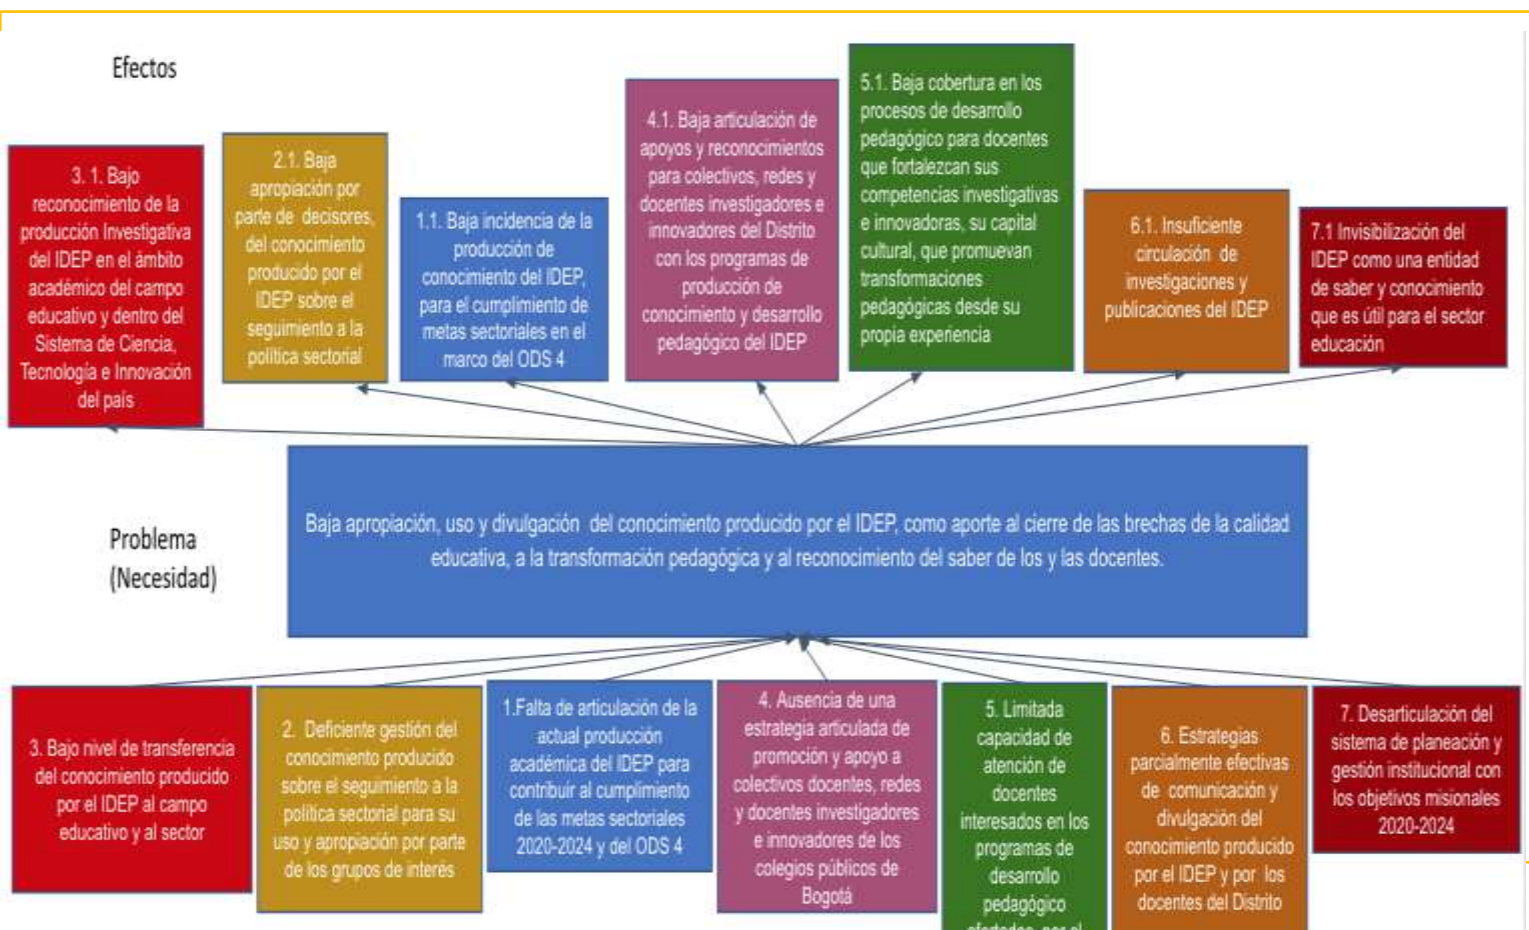 Efectos
3. 1. Bajo
reconocimiento de la
producción Investigativa
del IDEP en el ámbito
académico del campo
educativo y dentro del
Sistema de Ciencia,
Tecnología e Innovación
del país
2.1. Baja
apropiación por
parte de decisores,
del conocimiento
producido por el
IDEP sobre el
seguimiento a la
política sectorial
1.1. Baja incidencia de la
producción de
conocimiento del IDEP,
para el cumplimiento de
metas sectoriales en el
marco del ODS 4
4.1. Baja articulación de
apoyos y reconocimientos
para colectivos, redes y
docentes investigadores e
innovadores del Distrito
con los programas de
producción de
conocimiento y desarrollo
pedagógico del IDEP
5.1. Baja cobertura en los
procesos de desarrollo
pedagógico para docentes
que fortalezcan sus
competencias investigativas
e innovadoras, su capital
cultural, que promuevan
transformaciones
pedagógicas desde su
propia experiencia
6.1. Insuficiente
circulación de
investigaciones y
publicaciones del IDEP
7.1 Invisibilización del
IDEP como una entidad
de saber y conocimiento
que es útil para el sector
educación
Problema
(Necesidad)
Baja apropiación, uso y divulgación del conocimiento producido por el IDEP, como aporte al cierre de las brechas de la calidad
educativa, a la transformación pedagógica y al reconocimiento del saber de los y las docentes.
3. Bajo nivel de transferencia
del conocimiento producido
por el IDEP al campo
educativo y al sector
2. Deficiente gestión del
conocimiento producido
sobre el seguimiento a la
política sectorial para su
uso y apropiación por parte
de los grupos de interés
1.Falta de articulación de la
actual producción
académica del IDEP para
contribuir al cumplimiento
de las metas sectoriales
2020-2024 y del ODS 4
4. Ausencia de una
estrategia articulada de
promoción y apoyo a
colectivos docentes, redes
y docentes investigadores
e innovadores de los
colegios públicos de
Bogotá
5. Limitada
capacidad de
atención de
docentes
interesados en los
programas de
desarrollo
pedagógico
6. Estrategias
parcialmente efectivas
de comunicación y
divulgación del
conocimiento producido
por el IDEP y por los
docentes del Distrito
7. Desarticulación del
sistema de planeación y
gestión institucional con
los objetivos misionales
2020-2024